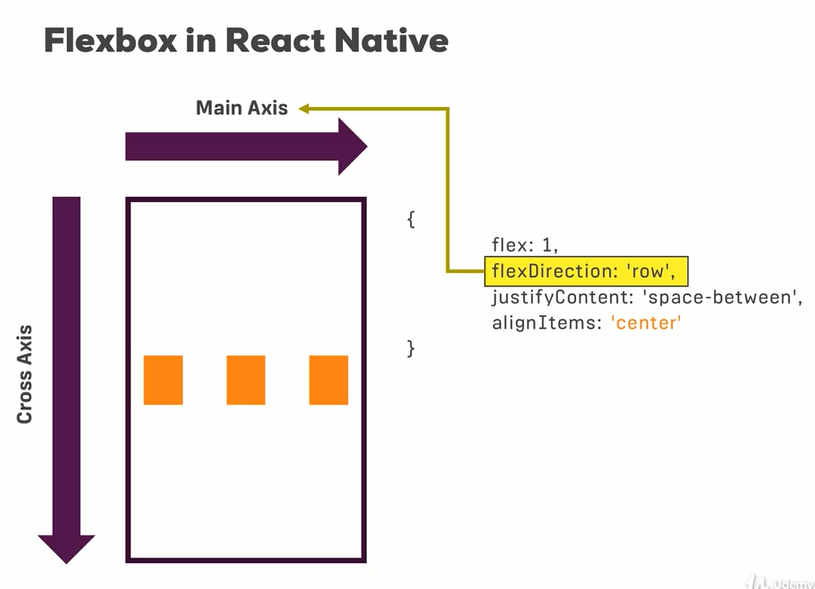 Flexbox in React Native
Main Axis
Cross Axis
{
flex: 1,
flexDirection: 'row',
justifyContent: 'space-between',
alignItems: 'center'
}
Udemy